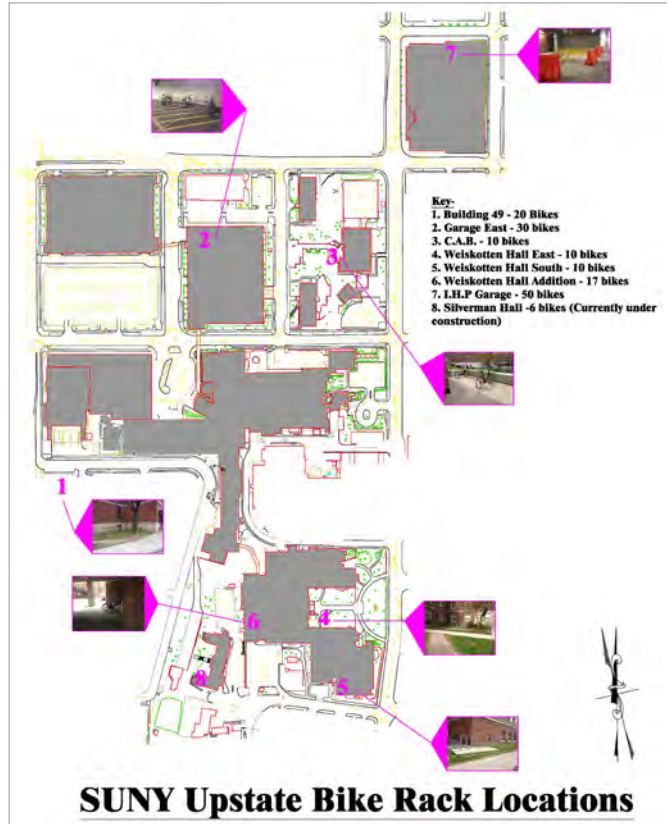 7
2
Key-
1. Building 49 - 20 Bikes
2. Garage East - 30 bikes
3. C.A.B. - 10 bikes
4. Weiskotten Hall East - 10 bikes
5. Weiskotten Hall South - 10 bikes
6. Weiskotten Hall Addition - 17 bikes
7. I.H.P Garage - 50 bikes
8. Silverman Hall -6 bikes (Currently under
construction)
3
1
6
4
8
5
SUNY Upstate Bike Rack Locations